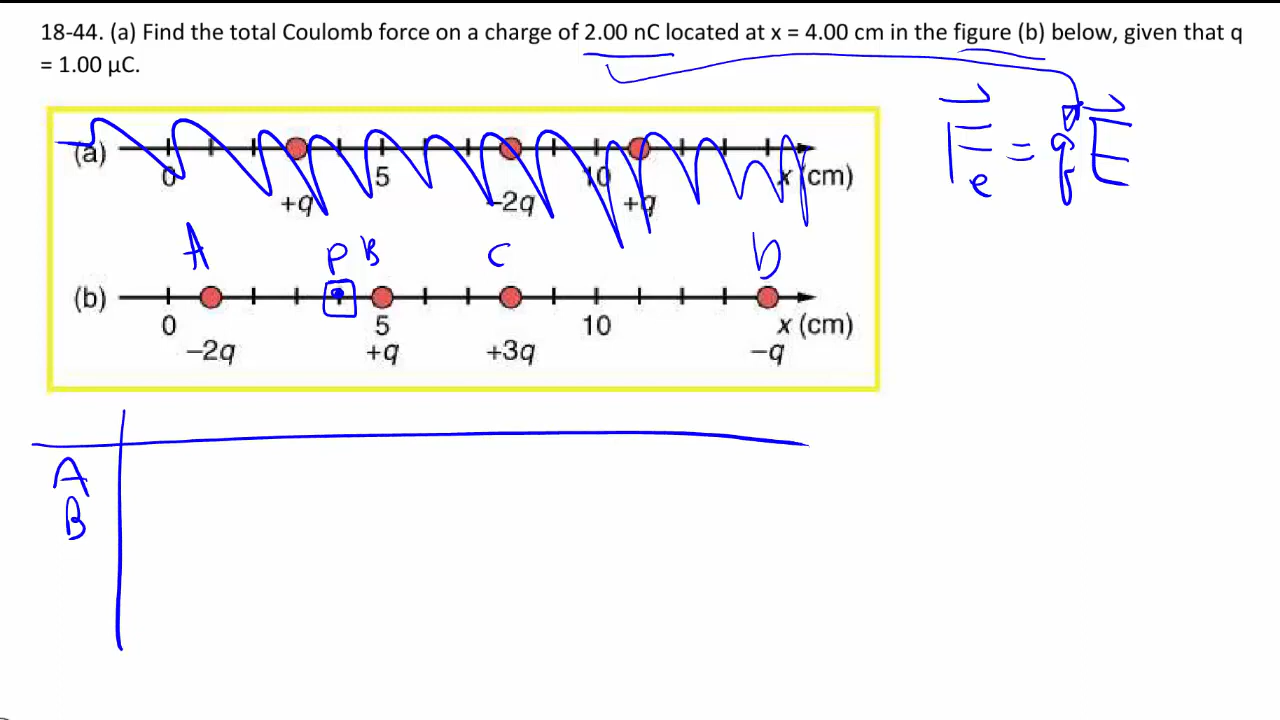 18-44. (a) Find the total Coulomb force on a charge of 2.00 nC located at x = 4.00 cm in the figure (b) below, given that q
= 1.00 μC.
F e = q E
(a)
0 5 10 x (cm)
+q -2q +q
A P B C D
(b)
0 5 10 x (cm)
−2q +q +3q −q
A
B